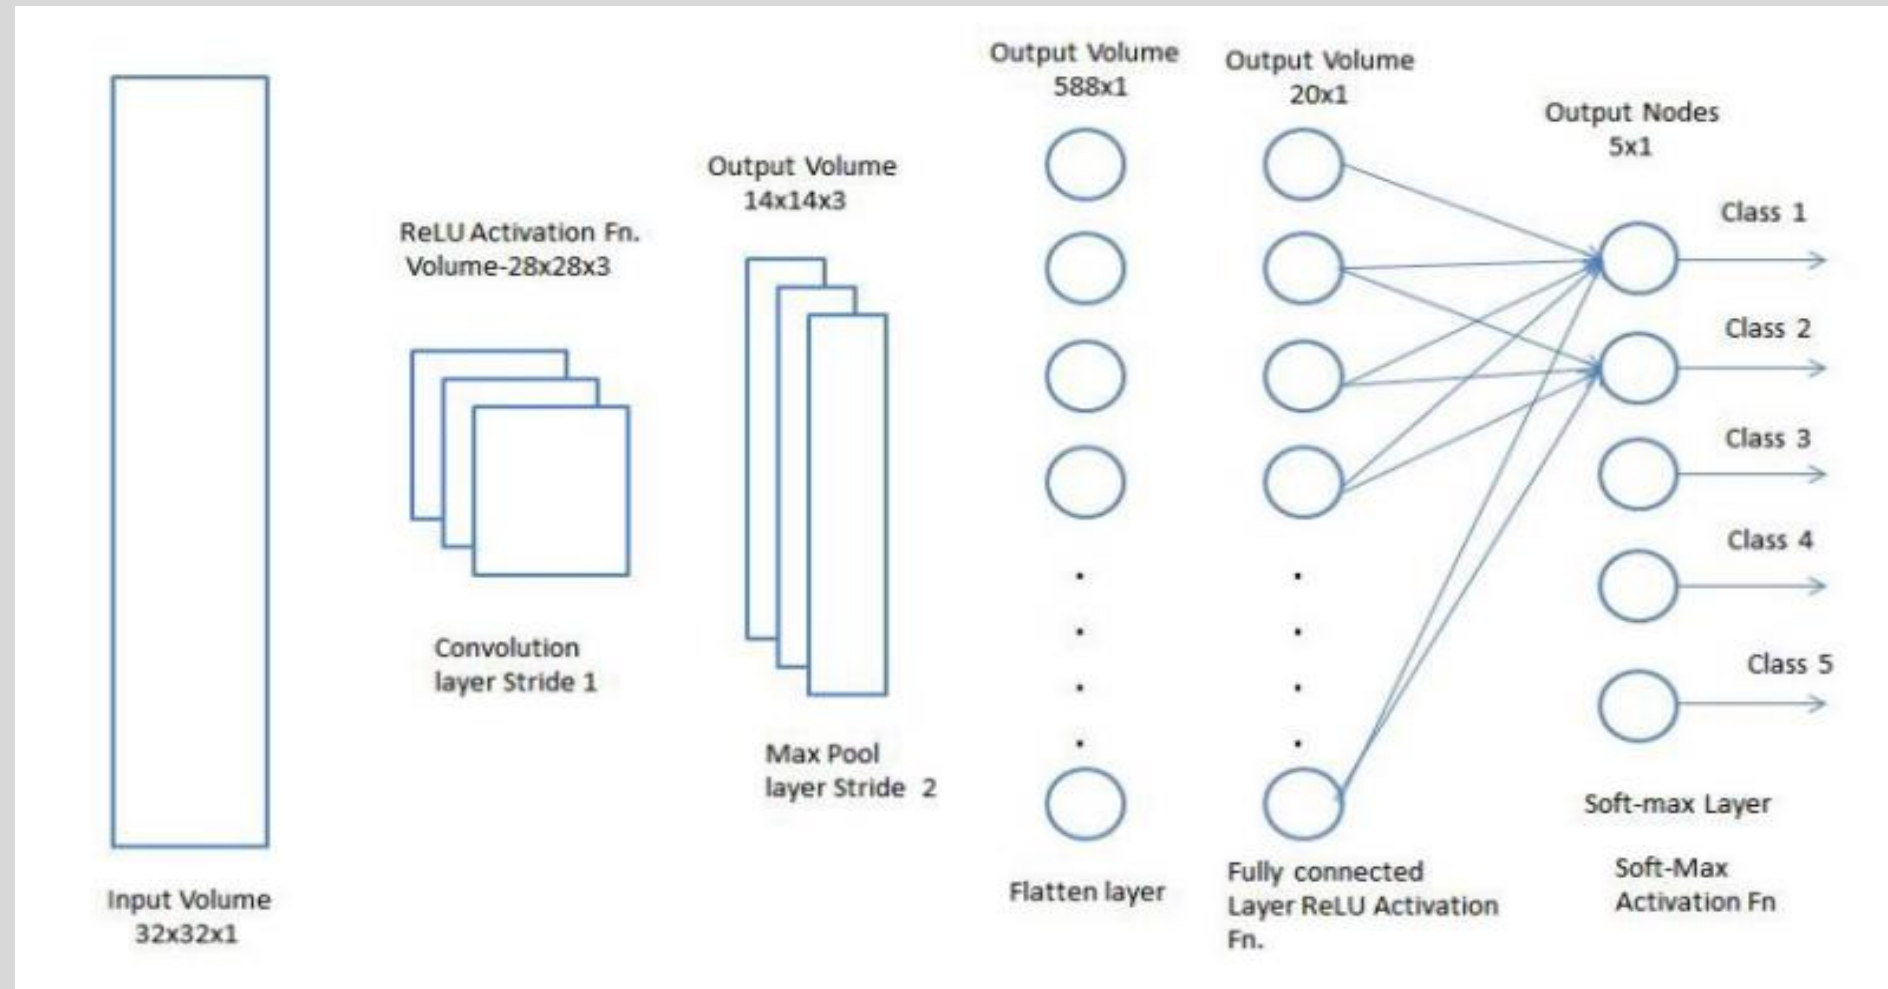 Input Volume
32x32x1
ReLU Activation Fn.
Volume-28x28x3
Convolution
layer Stride 1
Output Volume
14x14x3
Max Pool
layer Stride 2
Output Volume
588x1
Flatten layer
Output Volume
20x1
Fully connected
Layer ReLU Activation
Fn.
Output Nodes
5x1
Class 1
Class 2
Class 3
Class 4
Class 5
Soft-max Layer
Soft-Max
Activation Fn